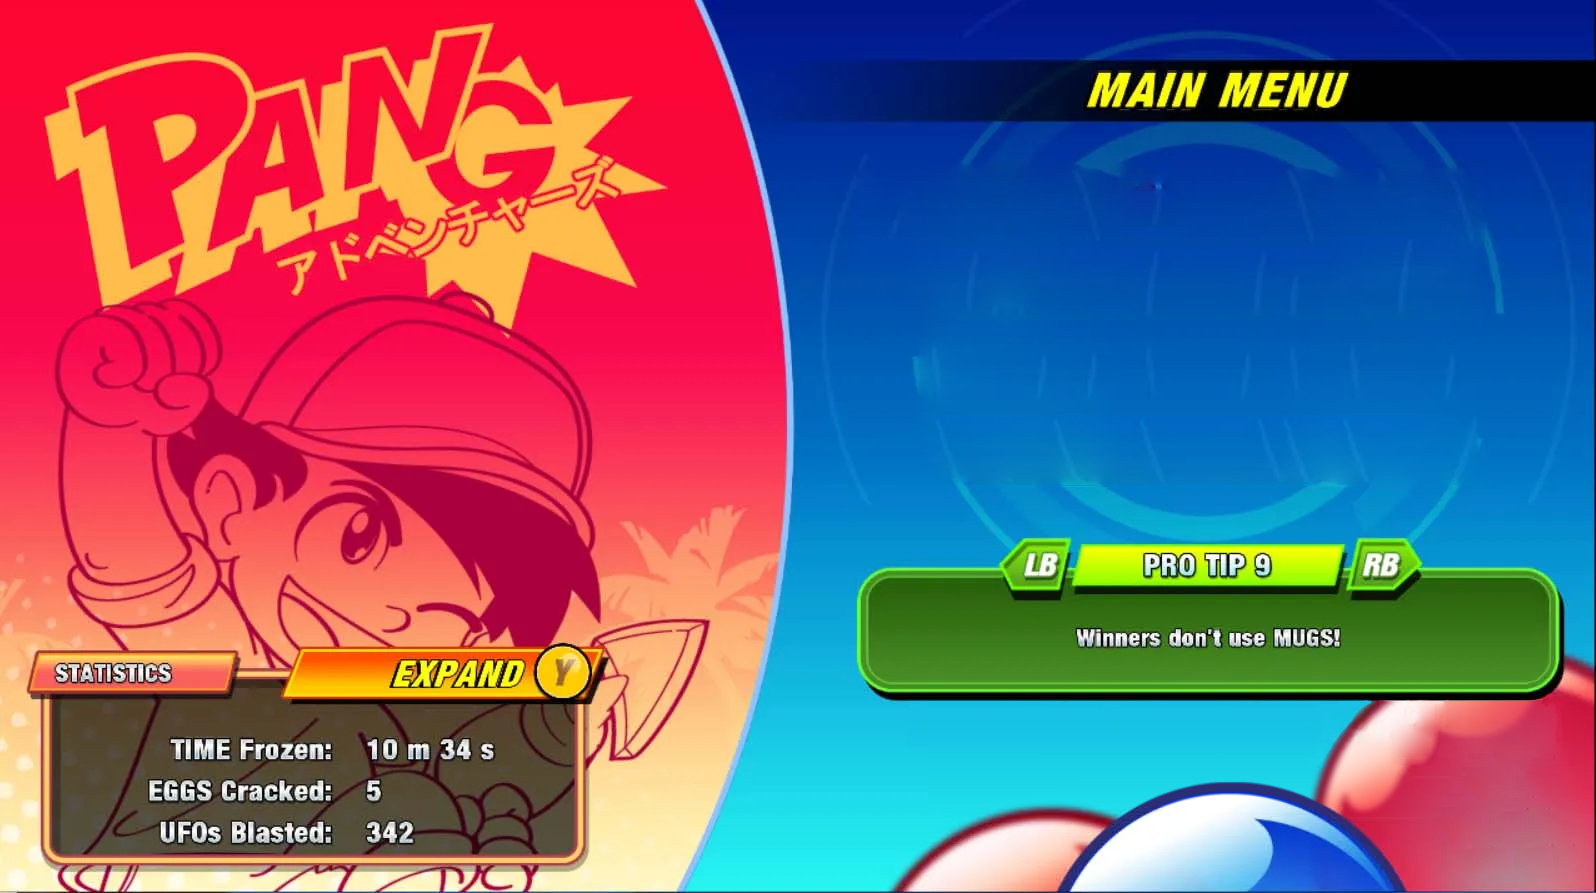 PANG
アドベンチャーズ
MAIN MENU
LB PRO TIP 9 RB
Winners don't use MUGS!
STATISTICS
EXPAND Y
TIME Frozen: 10 m 34 s
EGGS Cracked: 5
UFOs Blasted: 342